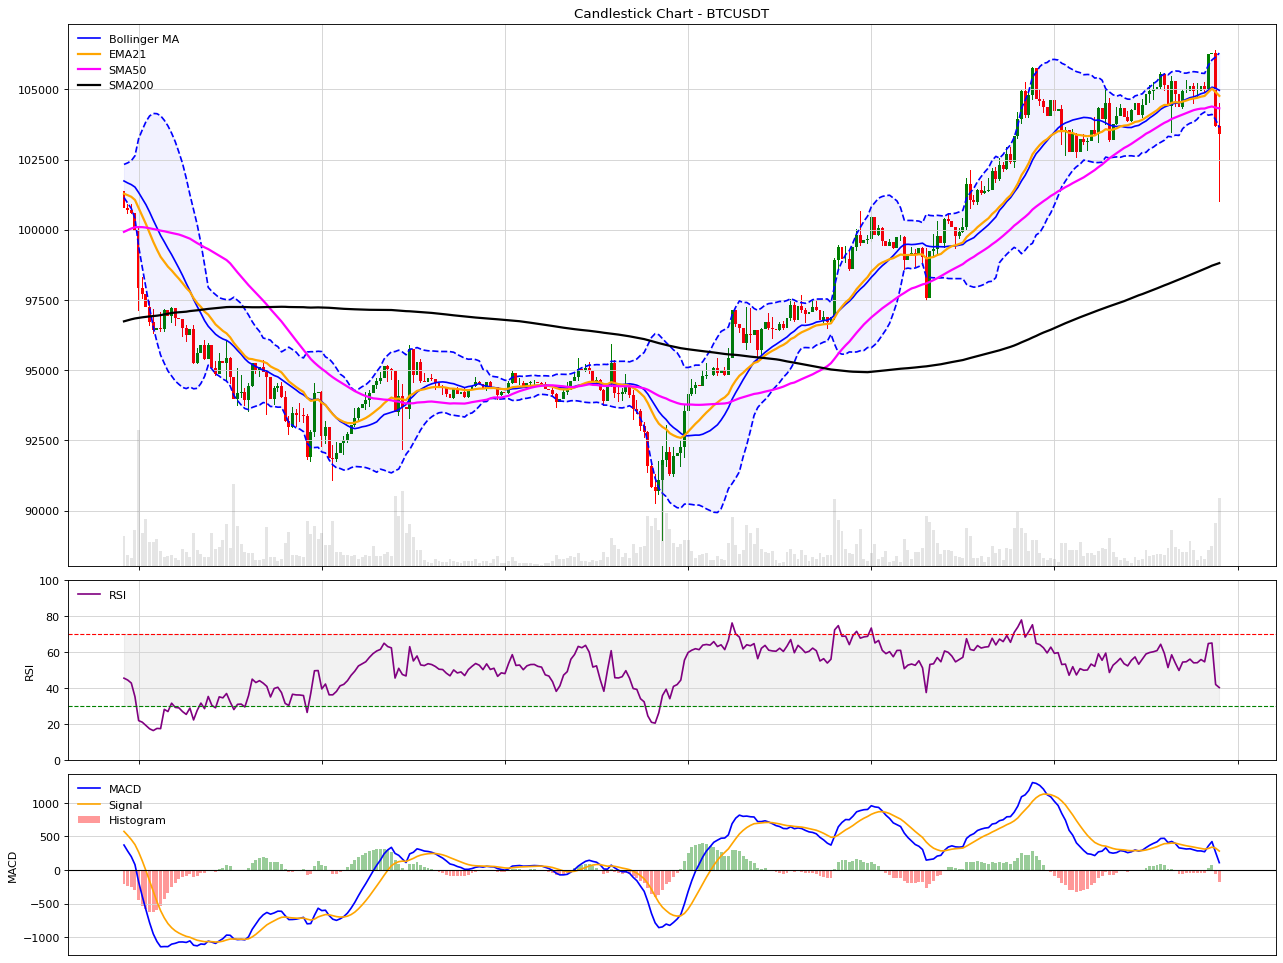 Candlestick Chart - BTCUSDT
Bollinger MA
EMA21
SMA50
SMA200
105000
102500
100000
97500
95000
92500
90000
RSI
100
80
60
40
20
0
RSI
MACD
Signal
Histogram
1000
500
0
−500
−1000
MACD